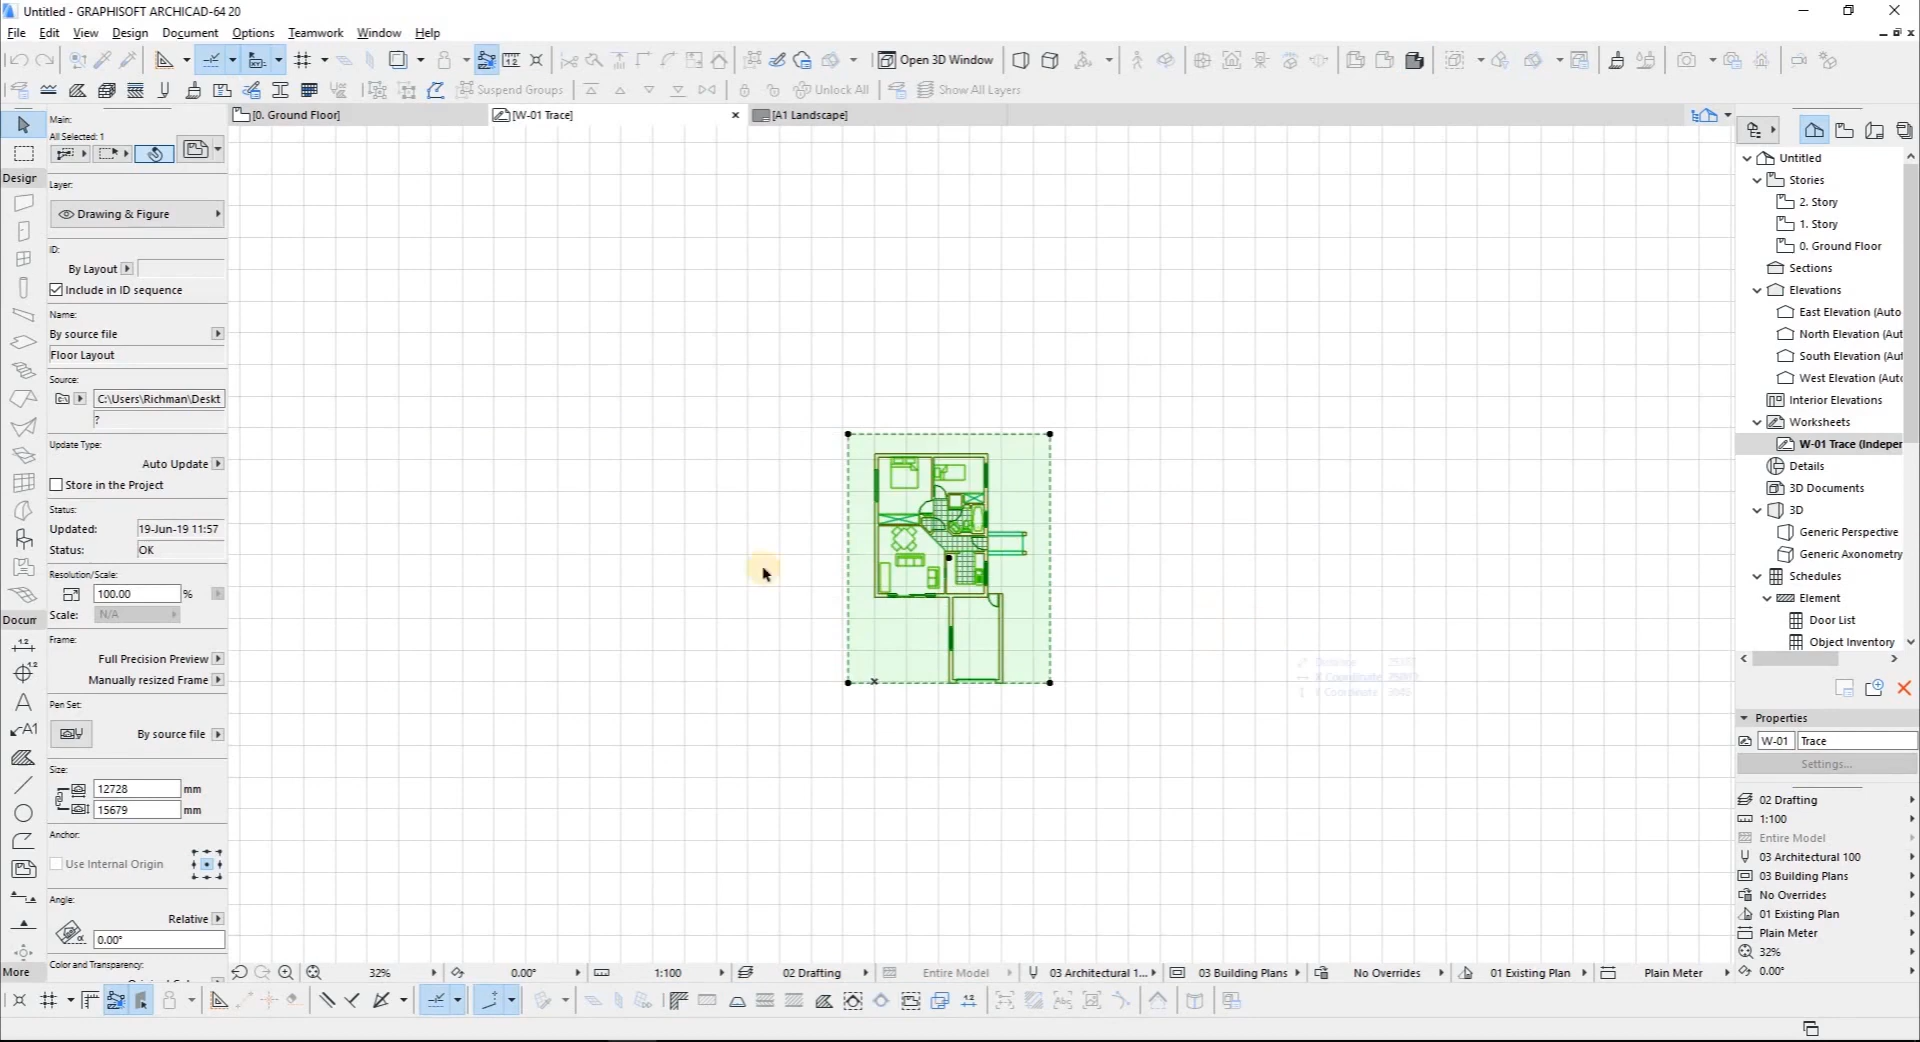 Untitled - GRAPHISOFT ARCHICAD-64 20
File Edit View Design Document Options Teamwork Window Help
Open 3D Window
Suspend Groups
Unlock All
Show All Layers
[0. Ground Floor]
[W-01 Trace]
[A1 Landscape]
Main:
All Selected: 1
Design
Layer:
Drawing & Figure
ID:
By Layout
Include in ID sequence
Name:
By source file
Floor Layout
Source:
C:\Users\Richman\Deskt
?
Update Type:
Auto Update
Store in the Project
Status:
Updated: 19-Jun-19 11:57
Status: OK
Resolution/Scale:
100.00 %
Scale: N/A
Docum
Frame:
Full Precision Preview
Manually resized Frame
Pen Set:
By source file
Size:
12728 mm
15679 mm
Anchor:
Use Internal Origin
Angle:
Relative
0.00°
Color and Transparency:
More
Distance
X Coordinate
Y Coordinate
Untitled
Stories
2. Story
1. Story
0. Ground Floor
Sections
Elevations
East Elevation (Auto
North Elevation (Aut
South Elevation (Aut
West Elevation (Auto
Interior Elevations
Worksheets
W-01 Trace (Indeper
Details
3D Documents
3D
Generic Perspective
Generic Axonometry
Schedules
Element
Door List
Object Inventory
Properties
W-01 Trace
Settings...
02 Drafting
1:100
Entire Model
03 Architectural 100
03 Building Plans
No Overrides
01 Existing Plan
Plain Meter
32%
0.00°
32% 0.00° 1:100 02 Drafting Entire Model 03 Architectural 1... 03 Building Plans No Overrides 01 Existing Plan Plain Meter